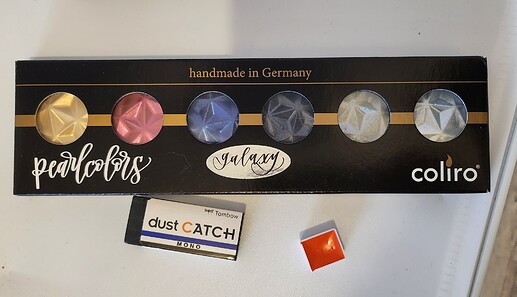 handmade in Germany
pearlcolors
galaxy
coliro®
Tombow
dust CATCH
MONO